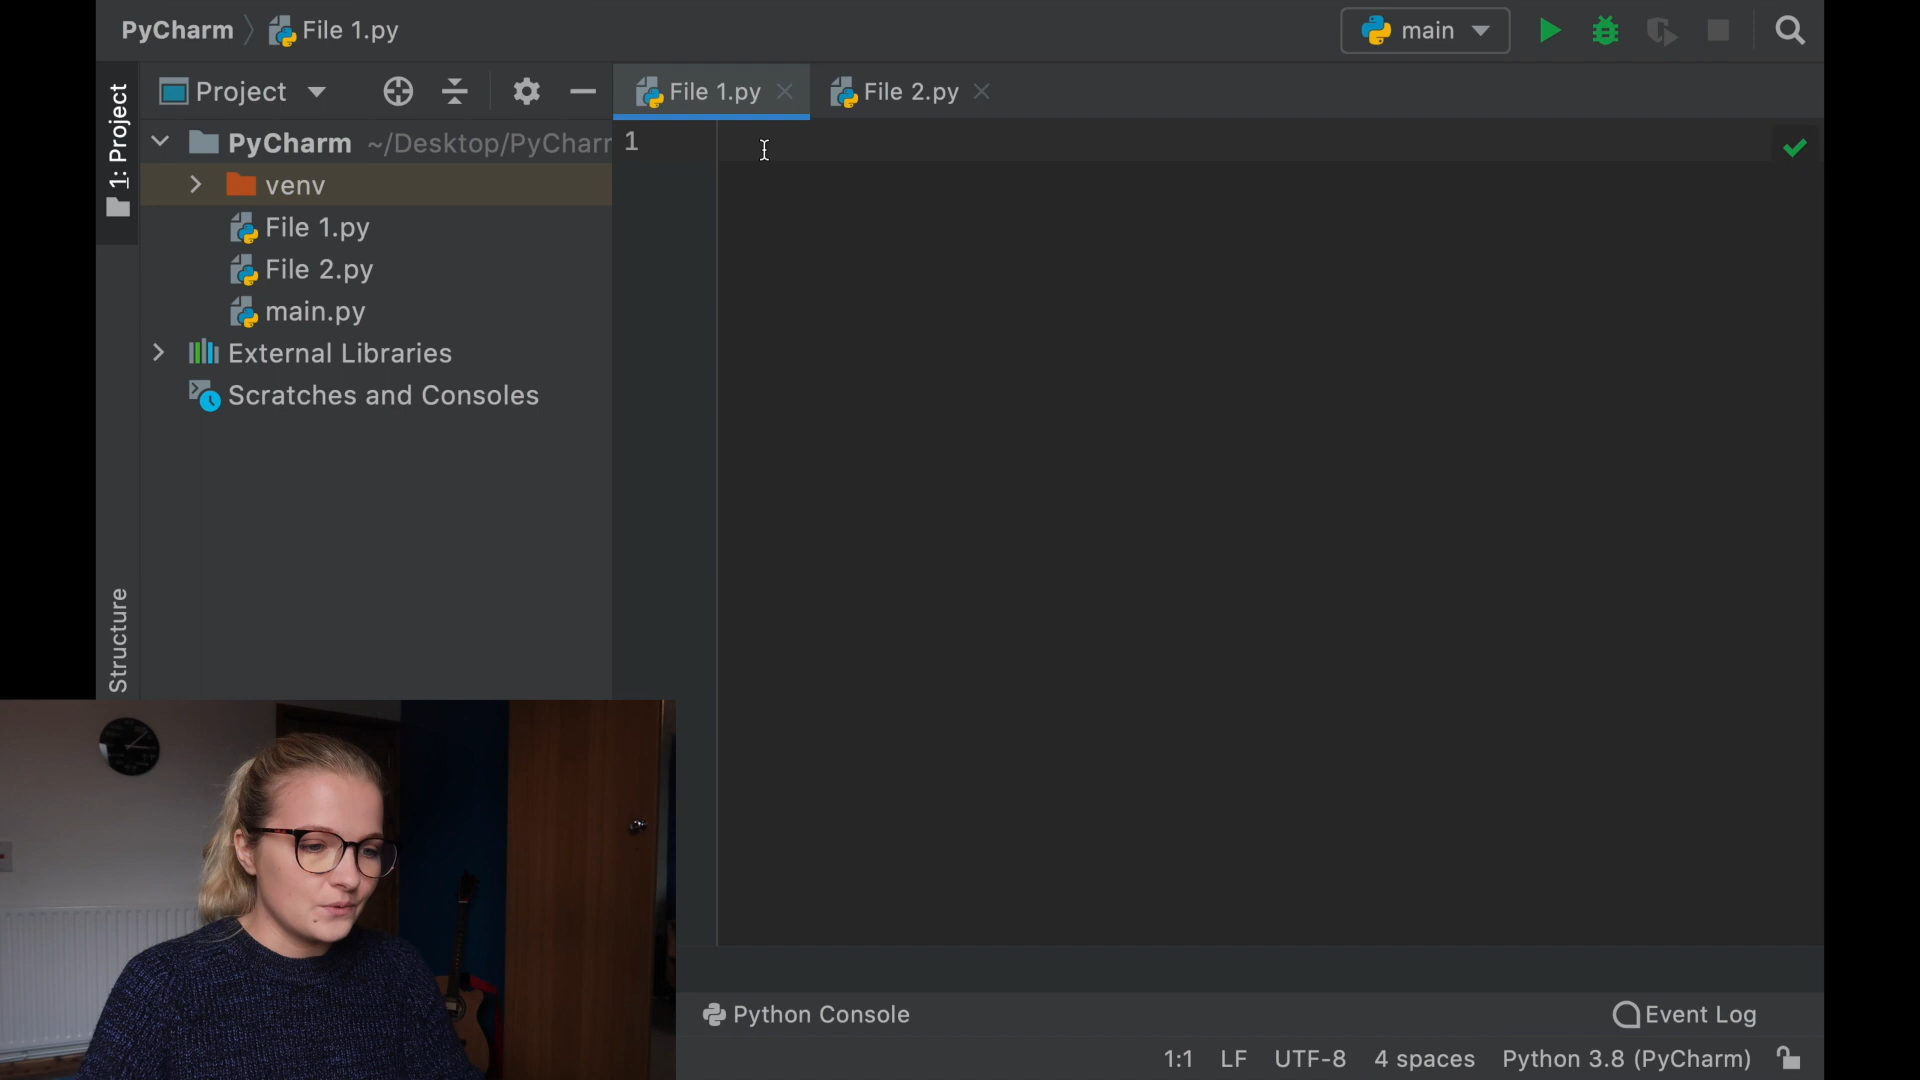 PyCharm
File 1.py
main
1: Project
Project
File 1.py
File 2.py
PyCharm ~/Desktop/PyChar
1
venv
File 1.py
File 2.py
main.py
External Libraries
Scratches and Consoles
Structure
Python Console
Event Log
1:1 LF UTF-8 4 spaces Python 3.8 (PyCharm)